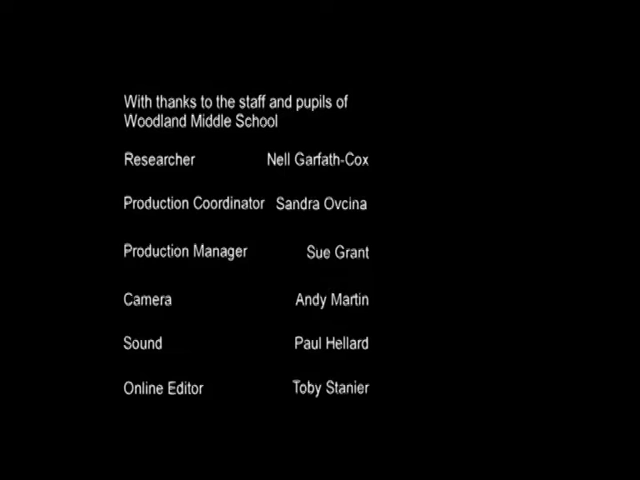 With thanks to the staff and pupils of
Woodland Middle School
Researcher Nell Garfath-Cox
Production Coordinator Sandra Ovcina
Production Manager Sue Grant
Camera Andy Martin
Sound Paul Hellard
Online Editor Toby Stanier